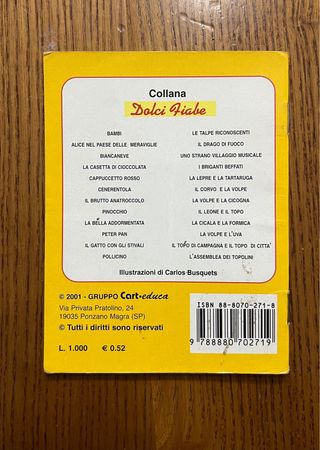 Collana
Dolci Fiabe
BAMBI
ALICE NEL PAESE DELLE MERAVIGLIE
BIANCANEVE
LA CASETTA DI CIOCCOLATA
CAPPUCCETTO ROSSO
CENERENTOLA
IL BRUTTO ANATROCCOLO
PINOCCHIO
LA BELLA ADDORMENTATA
PETER PAN
IL GATTO CON GLI STIVALI
POLLICINO
LE TALPE RICONOSCENTI
IL DRAGO DI FUOCO
UNO STRANO VILLAGGIO MUSICALE
I BRIGANTI BEFFATI
LA LEPRE E LA TARTARUGA
IL CORVO E LA VOLPE
LA VOLPE E LA CICOGNA
IL LEONE E IL TOPO
LA CICALA E LA FORMICA
LA VOLPE E L'UVA
IL TOPO DI CAMPAGNA E IL TOPO DI CITTA'
L'ASSEMBLEA DEI TOPOLINI
Illustrazioni di Carlos Busquets
© 2001 - GRUPPO Cart•educa
Via Privata Pratolino, 24
19035 Ponzano Magra (SP)
© Tutti i diritti sono riservati
L. 1.000 € 0.52
ISBN 88-8070-271-8
9 788880 702719